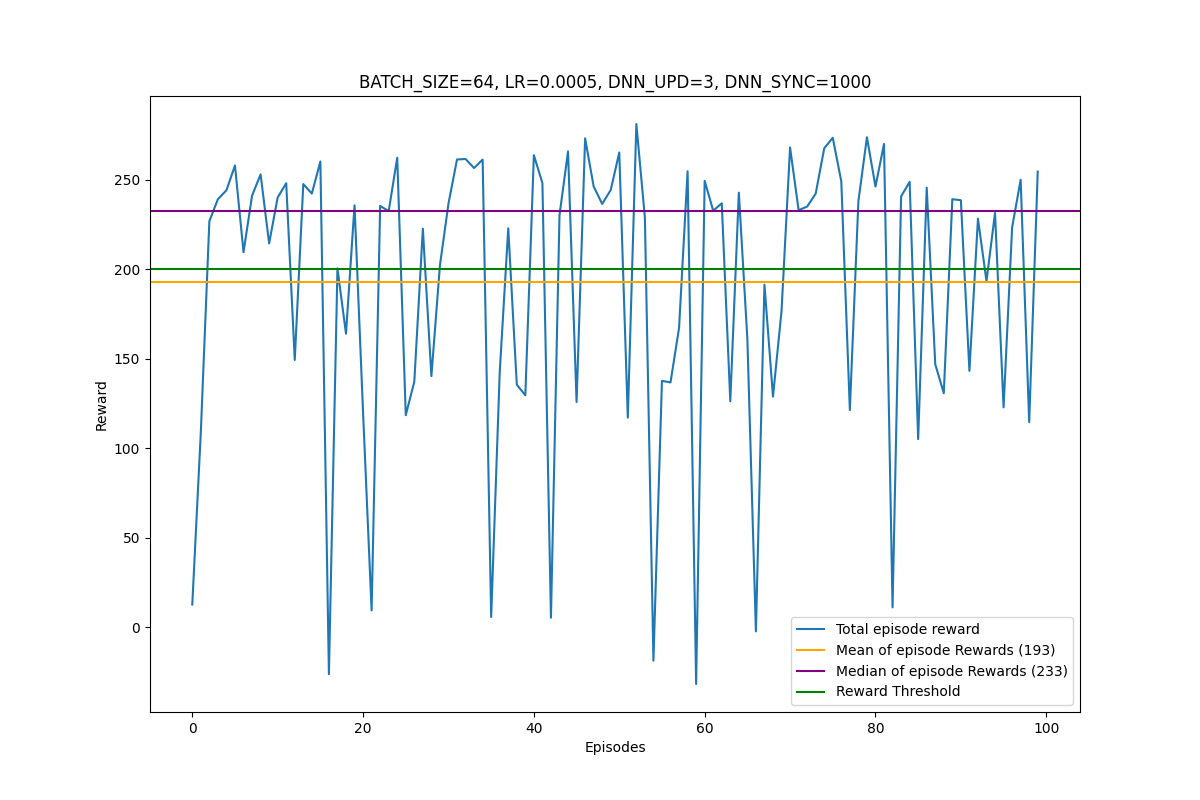 BATCH_SIZE=64, LR=0.0005, DNN_UPD=3, DNN_SYNC=1000
250
200
150
100
50
0
Reward
0 20 40 60 80 100
Episodes
Total episode reward
Mean of episode Rewards (193)
Median of episode Rewards (233)
Reward Threshold